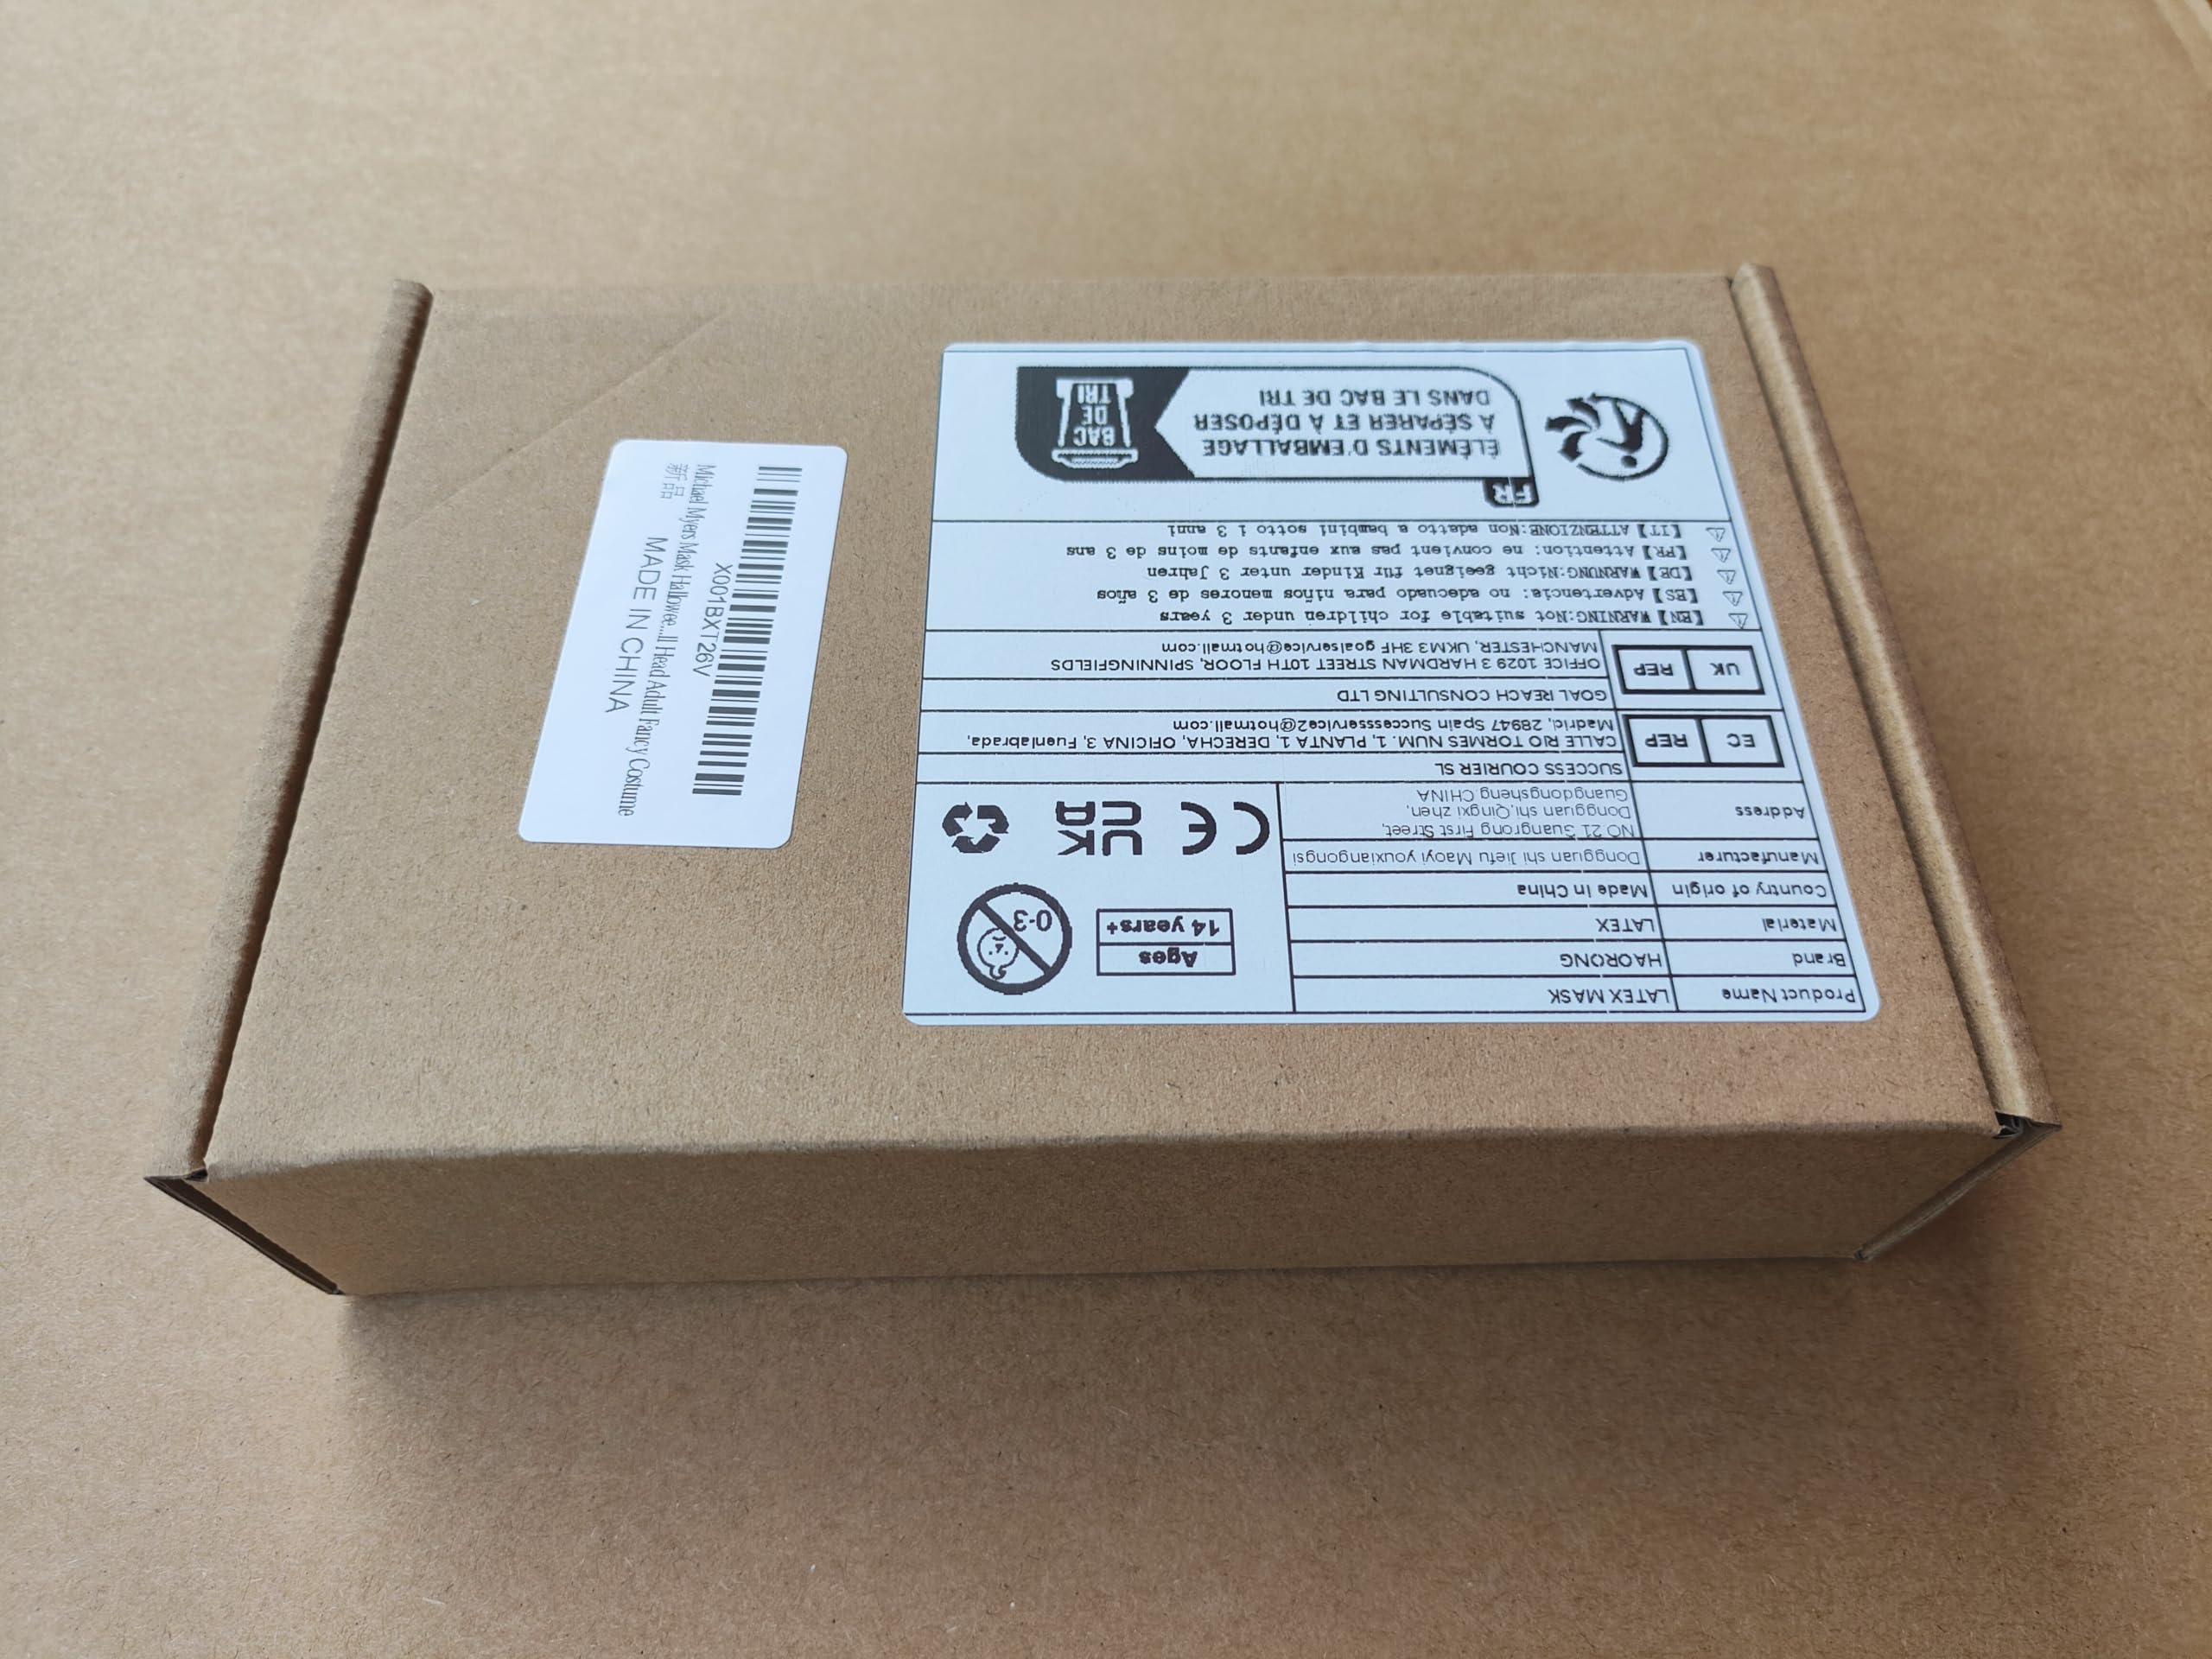 Product Name LATEX MASK
Brand HAORONG
Material LATEX
Country of origin Made in China
Manufacturer Dongguan shi Jiefu Maoyi youxiangongsi
Address NO 21 Guangrong First Street,
Dongguan shi,Qingxi zhen,
Guangdongsheng.CHINA
Ages
14 years+
0-3
CE
UK
CA
EC REP
SUCCESS COURIER SL
CALLE RIO TORMES NUM. 1, PLANTA 1, DERECHA, OFICINA 3, Fuenlabrada,
Madrid, 28947 Spain Successservice2@hotmail.com
UK REP
GOAL REACH CONSULTING LTD
OFFICE 1029 3 HARDMAN STREET 10TH FLOOR, SPINNINGFIELDS
MANCHESTER, UKM3 3HF goalservice@hotmail.com
【EN】WARNING:Not suitable for children under 3 years
【ES】Advertencia: no adecuado para niños menores de 3 años
【DE】WARNUNG:Nicht geeignet für Kinder unter 3 Jahren
【FR】Attention: ne convient pas aux enfants de moins de 3 ans
【IT】ATTENZIONE:Non adatto a bambini sotto i 3 anni
FR
ÉLÉMENTS D'EMBALLAGE
À SÉPARER ET À DÉPOSER
DANS LE BAC DE TRI
BAC
DE
TRI
X001BXT26V
Michael Myers Mask Hallowee...ll Head Adult Fancy Costume
新品
MADE IN CHINA